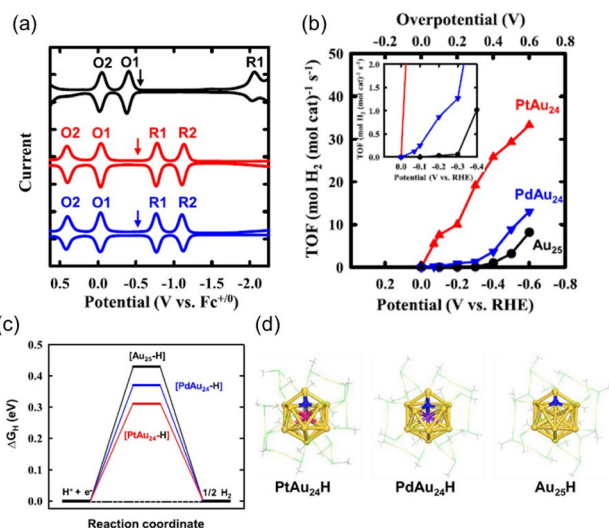 (a)
O2 O1 R1
O2 O1 R1 R2
O2 O1 R1 R2
Current
0.5 0.0 -0.5 -1.0 -1.5 -2.0
Potential (V vs. Fc⁺/⁰)
(b)
Overpotential (V)
0.0 0.2 0.4 0.6
50
40
30
20
10
0
TOF (mol H₂ (mol cat)⁻¹ s⁻¹)
2.0
1.5
1.0
0.5
0.0
TOF (mol H₂ (mol cat)⁻¹ s⁻¹)
0.0 -0.1 -0.2 -0.3 -0.4
Potential (V vs. RHE)
PtAu₂₄
PdAu₂₄
Au₂₅
0.2 0.0 -0.2 -0.4 -0.6 -0.8
Potential (V vs. RHE)
(c)
0.5
0.4
0.3
0.2
0.1
0.0
ΔG_H (eV)
[Au₂₅-H]
[PdAu₂₄-H]
[PtAu₂₄-H]
H⁺ + e⁻
1/2 H₂
Reaction coordinate
(d)
PtAu₂₄H PdAu₂₄H Au₂₅H